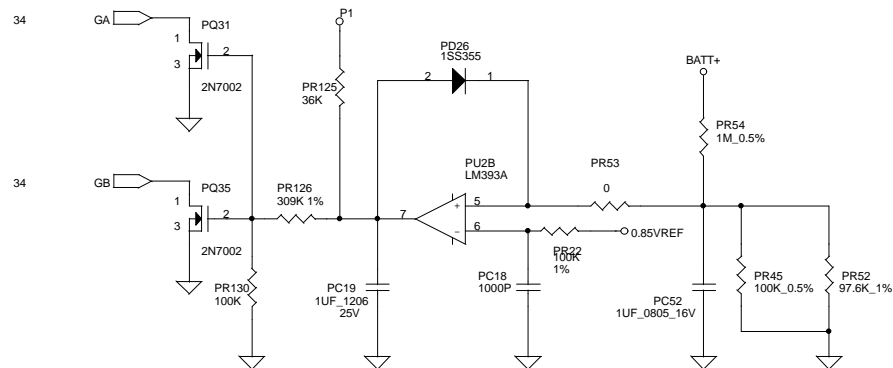 34
GA
PQ31
1
2
3
2N7002
P1
PR125
36K
PD26
1SS355
2
1
BATT+
PR54
1M_0.5%
34
GB
PQ35
1
2
3
2N7002
PR126
309K 1%
7
PU2B
LM393A
5
+
6
-
PR53
0
0.85VREF
PR22
100K
1%
PR130
100K
PC19
1UF_1206
25V
PC18
1000P
PC52
1UF_0805_16V
PR45
100K_0.5%
PR52
97.6K_1%